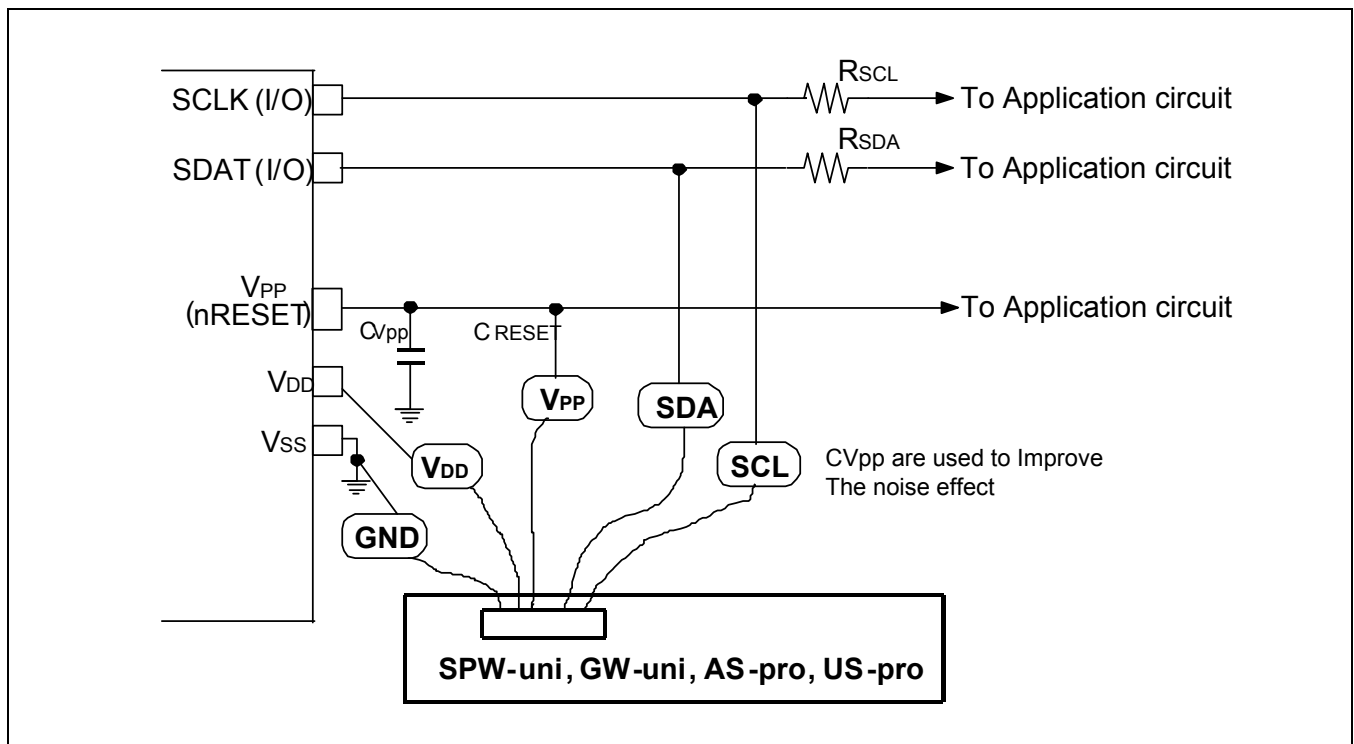 RSCL
SCLK (I/O)
To Application circuit
RSDA
SDAT (I/O)
To Application circuit
VPP
(nRESET)
To Application circuit
CVpp
C RESET
VDD
VPP
SDA
VSS
VDD
SCL
CVpp are used to Improve
The noise effect
GND
SPW-uni, GW-uni, AS-pro, US-pro